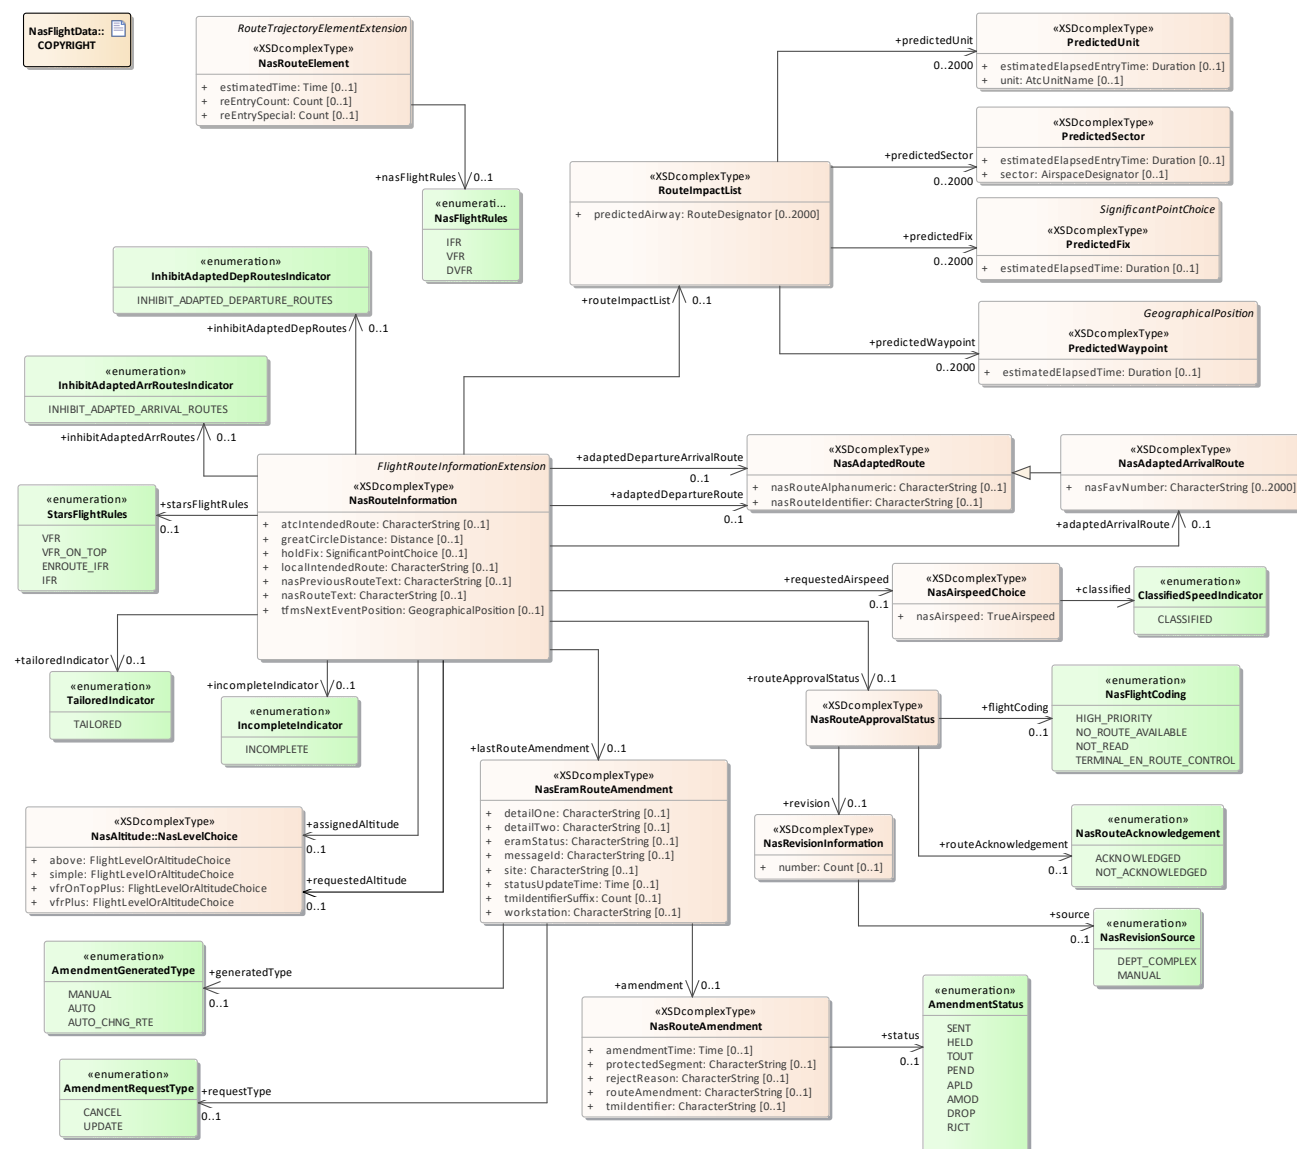 NasFlightData::
COPYRIGHT
RouteTrajectoryElementExtension
«XSDcomplexType»
NasRouteElement
+ estimatedTime: Time [0..1]
+ reEntryCount: Count [0..1]
+ reEntrySpecial: Count [0..1]
+nasFlightRules 0..1
«enumerati...
NasFlightRules
IFR
VFR
DVFR
«XSDcomplexType»
RouteImpactList
+ predictedAirway: RouteDesignator [0..2000]
+predictedUnit
0..2000
«XSDcomplexType»
PredictedUnit
+ estimatedElapsedEntryTime: Duration [0..1]
+ unit: AtcUnitName [0..1]
+predictedSector
0..2000
«XSDcomplexType»
PredictedSector
+ estimatedElapsedEntryTime: Duration [0..1]
+ sector: AirspaceDesignator [0..1]
+predictedFix
0..2000
SignificantPointChoice
«XSDcomplexType»
PredictedFix
+ estimatedElapsedTime: Duration [0..1]
+predictedWaypoint
0..2000
GeographicalPosition
«XSDcomplexType»
PredictedWaypoint
+ estimatedElapsedTime: Duration [0..1]
+routeImpactList 0..1
«enumeration»
InhibitAdaptedDepRoutesIndicator
INHIBIT_ADAPTED_DEPARTURE_ROUTES
+inhibitAdaptedDepRoutes 0..1
«enumeration»
InhibitAdaptedArrRoutesIndicator
INHIBIT_ADAPTED_ARRIVAL_ROUTES
+inhibitAdaptedArrRoutes 0..1
FlightRouteInformationExtension
«XSDcomplexType»
NasRouteInformation
+ atcIntendedRoute: CharacterString [0..1]
+ greatCircleDistance: Distance [0..1]
+ holdFix: SignificantPointChoice [0..1]
+ localIntendedRoute: CharacterString [0..1]
+ nasPreviousRouteText: CharacterString [0..1]
+ nasRouteText: CharacterString [0..1]
+ tfmsNextEventPosition: GeographicalPosition [0..1]
+adaptedDepartureArrivalRoute
0..1
+adaptedDepartureRoute
0..1
«XSDcomplexType»
NasAdaptedRoute
+ nasRouteAlphanumeric: CharacterString [0..1]
+ nasRouteIdentifier: CharacterString [0..1]
«XSDcomplexType»
NasAdaptedArrivalRoute
+ nasFavNumber: CharacterString [0..2000]
+adaptedArrivalRoute 0..1
«enumeration»
StarsFlightRules
VFR
VFR_ON_TOP
ENROUTE_IFR
IFR
+starsFlightRules
0..1
+requestedAirspeed
0..1
«XSDcomplexType»
NasAirspeedChoice
+ nasAirspeed: TrueAirspeed
+classified
«enumeration»
ClassifiedSpeedIndicator
CLASSIFIED
+tailoredIndicator 0..1
«enumeration»
TailoredIndicator
TAILORED
+incompleteIndicator 0..1
«enumeration»
IncompleteIndicator
INCOMPLETE
+routeApprovalStatus 0..1
«XSDcomplexType»
NasRouteApprovalStatus
+flightCoding
0..1
«enumeration»
NasFlightCoding
HIGH_PRIORITY
NO_ROUTE_AVAILABLE
NOT_READ
TERMINAL_EN_ROUTE_CONTROL
+lastRouteAmendment 0..1
«XSDcomplexType»
NasEramRouteAmendment
+ detailOne: CharacterString [0..1]
+ detailTwo: CharacterString [0..1]
+ eramStatus: CharacterString [0..1]
+ messageId: CharacterString [0..1]
+ site: CharacterString [0..1]
+ statusUpdateTime: Time [0..1]
+ tmiIdentifierSuffix: Count [0..1]
+ workstation: CharacterString [0..1]
«XSDcomplexType»
NasAltitude::NasLevelChoice
+ above: FlightLevelOrAltitudeChoice
+ simple: FlightLevelOrAltitudeChoice
+ vfrOnTopPlus: FlightLevelOrAltitudeChoice
+ vfrPlus: FlightLevelOrAltitudeChoice
+assignedAltitude
0..1
+requestedAltitude
0..1
+revision 0..1
«XSDcomplexType»
NasRevisionInformation
+ number: Count [0..1]
+routeAcknowledgement
0..1
«enumeration»
NasRouteAcknowledgement
ACKNOWLEDGED
NOT_ACKNOWLEDGED
+source
0..1
«enumeration»
NasRevisionSource
DEPT_COMPLEX
MANUAL
«enumeration»
AmendmentGeneratedType
MANUAL
AUTO
AUTO_CHNG_RTE
+generatedType
0..1
+amendment 0..1
«XSDcomplexType»
NasRouteAmendment
+ amendmentTime: Time [0..1]
+ protectedSegment: CharacterString [0..1]
+ rejectReason: CharacterString [0..1]
+ routeAmendment: CharacterString [0..1]
+ tmiIdentifier: CharacterString [0..1]
+status
0..1
«enumeration»
AmendmentStatus
SENT
HELD
TOUT
PEND
APLD
AMOD
DROP
RJCT
«enumeration»
AmendmentRequestType
CANCEL
UPDATE
+requestType
0..1